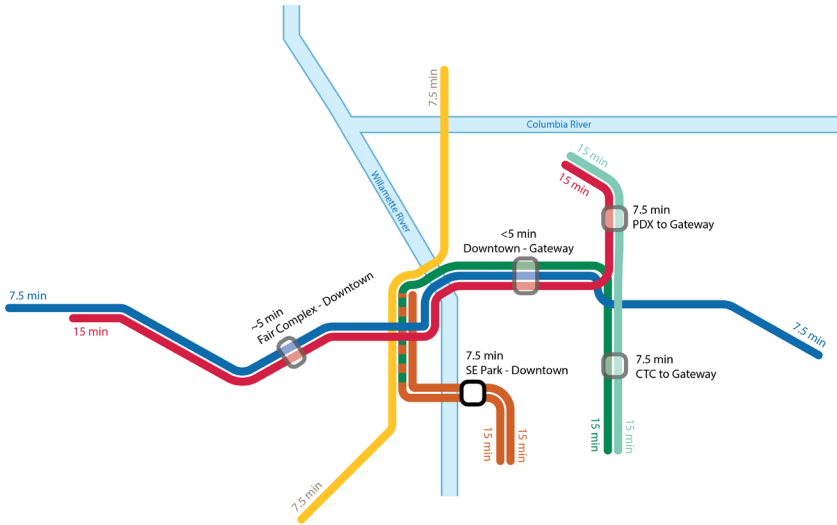 7.5 min
Columbia River
15 min
15 min
Willamette River
7.5 min
PDX to Gateway
<5 min
Downtown - Gateway
7.5 min
15 min
~5 min
Fair Complex - Downtown
7.5 min
7.5 min
SE Park - Downtown
7.5 min
CTC to Gateway
15 min
15 min
15 min
15 min
7.5 min